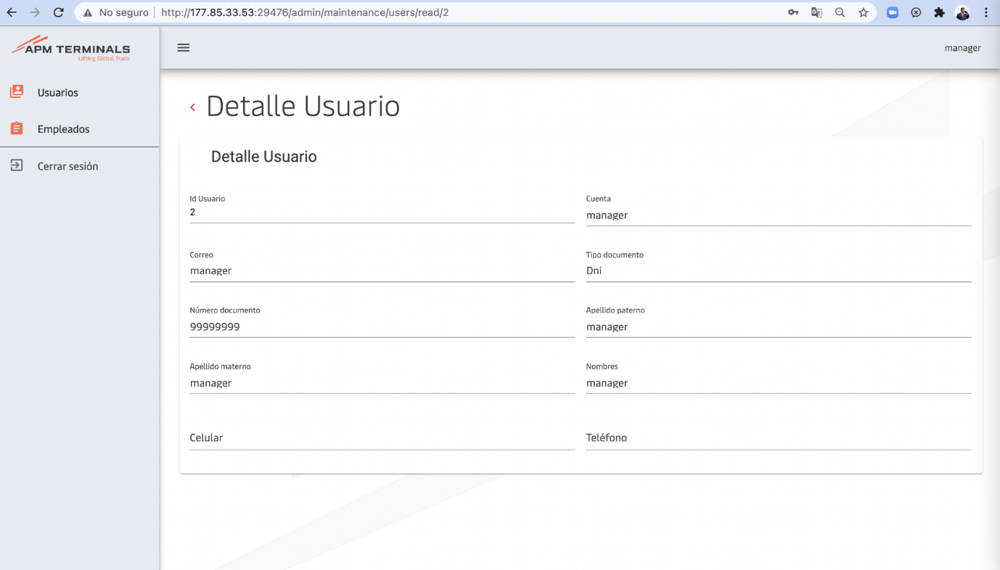 No seguro
http://177.85.33.53:29476/admin/maintenance/users/read/2
APM TERMINALS
Lifting Global Trade
manager
Usuarios
Empleados
Cerrar sesión
Detalle Usuario
Detalle Usuario
Id Usuario
2
Cuenta
manager
Correo
manager
Tipo documento
Dni
Número documento
99999999
Apellido paterno
manager
Apellido materno
manager
Nombres
manager
Celular
Teléfono